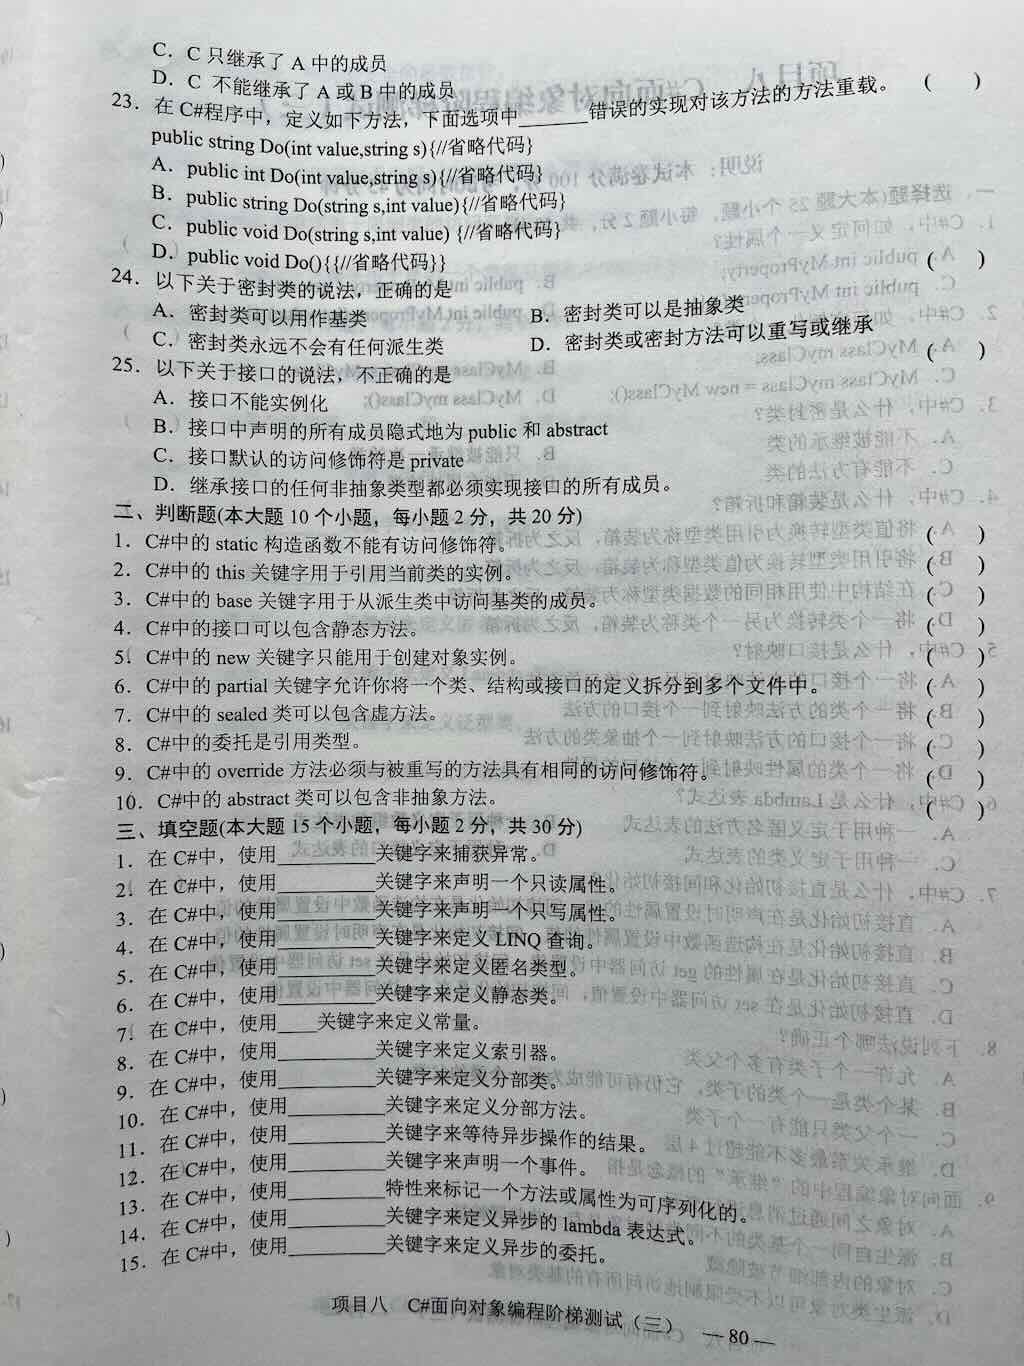 C．C 只继承了 A 中的成员
D．C 不能继承了 A 或 B 中的成员
23．在 C#程序中，定义如下方法，下面选项中______错误的实现对该方法的方法重载。 ( )
public string Do(int value,string s){//省略代码}
A．public int Do(int value,string s){//省略代码}
B．public string Do(string s,int value){//省略代码}
C．public void Do(string s,int value) {//省略代码}
D．public void Do(){{//省略代码}}
24．以下关于密封类的说法，正确的是 ( )
A．密封类可以用作基类 B．密封类可以是抽象类
C．密封类永远不会有任何派生类 D．密封类或密封方法可以重写或继承
25．以下关于接口的说法，不正确的是 ( )
A．接口不能实例化
B．接口中声明的所有成员隐式地为 public 和 abstract
C．接口默认的访问修饰符是 private
D．继承接口的任何非抽象类型都必须实现接口的所有成员。
二、判断题(本大题 10 个小题，每小题 2 分，共 20 分)
1．C#中的 static 构造函数不能有访问修饰符。 ( )
2．C#中的 this 关键字用于引用当前类的实例。 ( )
3．C#中的 base 关键字用于从派生类中访问基类的成员。 ( )
4．C#中的接口可以包含静态方法。 ( )
5．C#中的 new 关键字只能用于创建对象实例。 ( )
6．C#中的 partial 关键字允许你将一个类、结构或接口的定义拆分到多个文件中。 ( )
7．C#中的 sealed 类可以包含虚方法。 ( )
8．C#中的委托是引用类型。 ( )
9．C#中的 override 方法必须与被重写的方法具有相同的访问修饰符。 ( )
10．C#中的 abstract 类可以包含非抽象方法。 ( )
三、填空题(本大题 15 个小题，每小题 2 分，共 30 分)
1．在 C#中，使用________关键字来捕获异常。
2．在 C#中，使用________关键字来声明一个只读属性。
3．在 C#中，使用________关键字来声明一个只写属性。
4．在 C#中，使用________关键字来定义 LINQ 查询。
5．在 C#中，使用________关键字来定义匿名类型。
6．在 C#中，使用________关键字来定义静态类。
7．在 C#中，使用____关键字来定义常量。
8．在 C#中，使用________关键字来定义索引器。
9．在 C#中，使用________关键字来定义分部类。
10．在 C#中，使用________关键字来定义分部方法。
11．在 C#中，使用________关键字来等待异步操作的结果。
12．在 C#中，使用________关键字来声明一个事件。
13．在 C#中，使用________特性来标记一个方法或属性为可序列化的。
14．在 C#中，使用________关键字来定义异步的 lambda 表达式。
15．在 C#中，使用________关键字来定义异步的委托。
项目八 C#面向对象编程阶梯测试（三） —80—